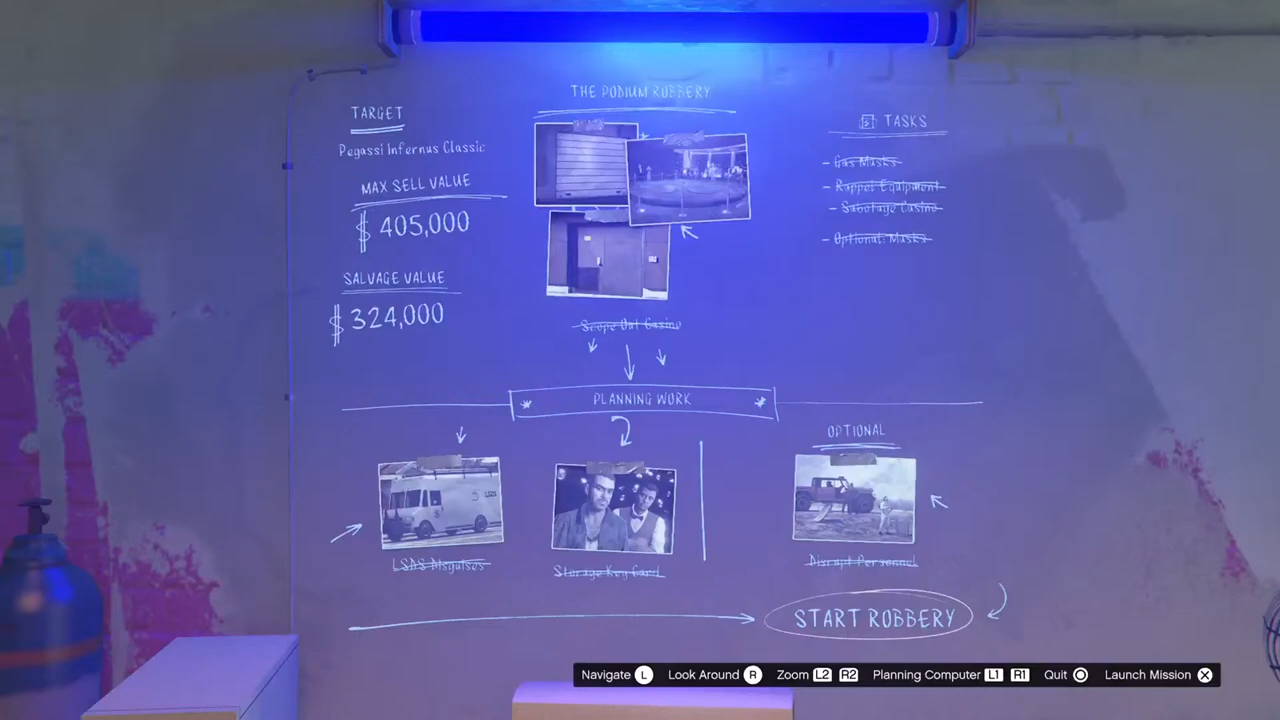 THE PODIUM ROBBERY
TARGET
Pegassi Infernus Classic
MAX SELL VALUE
$ 405,000
SALVAGE VALUE
$ 324,000
TASKS
- Gas Masks
- Rappel Equipment
- Sabotage Casino
- Optional: Masks
Scope Out Casino
PLANNING WORK
OPTIONAL
LSDS Disguises
Storage Key Card
Disrupt Personnel
START ROBBERY
Navigate L Look Around R Zoom L2 R2 Planning Computer L1 R1 Quit Launch Mission